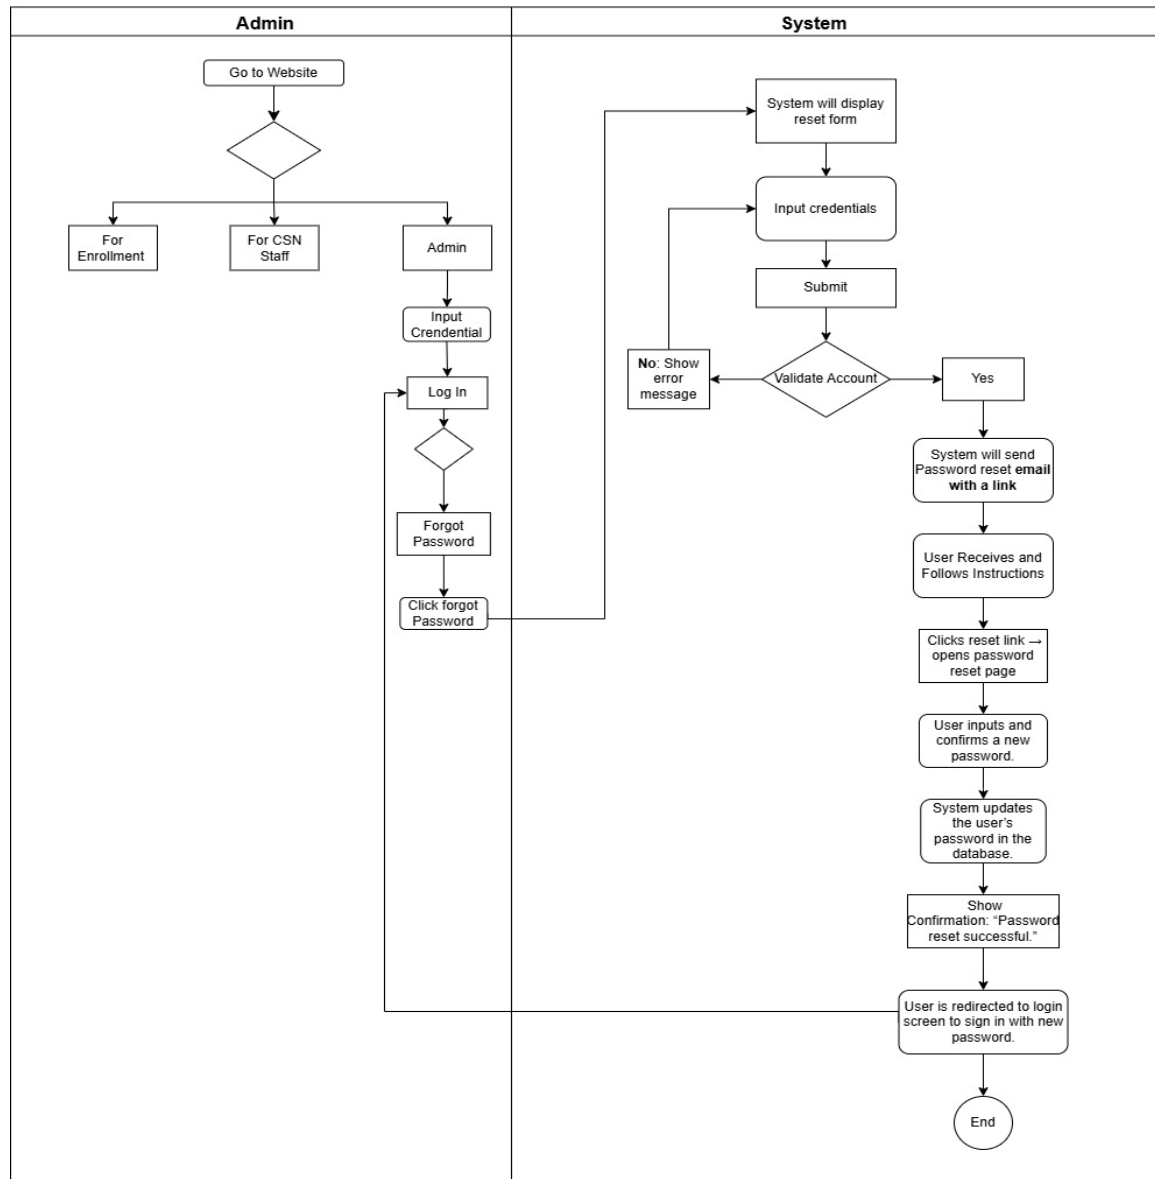 Admin
System
Go to Website
For
Enrollment
For CSN
Staff
Admin
Input
Crendential
Log In
Forgot
Password
Click forgot
Password
System will display
reset form
Input credentials
Submit
Validate Account
No: Show
error
message
Yes
System will send
Password reset email
with a link
User Receives and
Follows Instructions
Clicks reset link →
opens password
reset page
User inputs and
confirms a new
password.
System updates
the user’s
password in the
database.
Show
Confirmation: “Password
reset successful.”
User is redirected to login
screen to sign in with new
password.
End